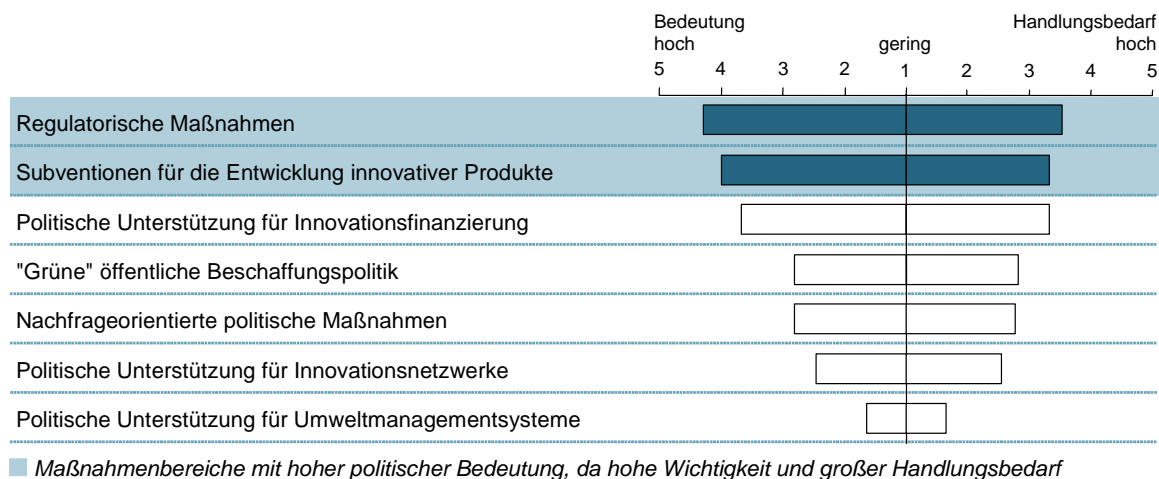 Bedeutung Handlungsbedarf
hoch gering hoch
5 4 3 2 1 2 3 4 5
Regulatorische Maßnahmen
Subventionen für die Entwicklung innovativer Produkte
Politische Unterstützung für Innovationsfinanzierung
"Grüne" öffentliche Beschaffungspolitik
Nachfrageorientierte politische Maßnahmen
Politische Unterstützung für Innovationsnetzwerke
Politische Unterstützung für Umweltmanagementsysteme
Maßnahmenbereiche mit hoher politischer Bedeutung, da hohe Wichtigkeit und großer Handlungsbedarf